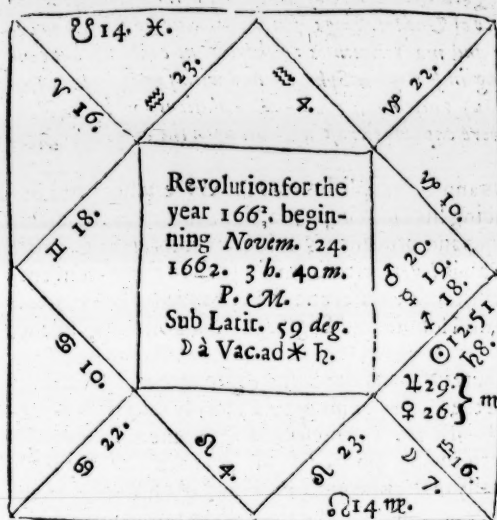 ☋14. ♓.
♈ 16.
♒ 23.
♒ 4.
♑ 22.
♊ 18.
Revolution for the
year 166⅔. begin-
ning Novem. 24.
1662. 3 h. 40 m.
P. M.
Sub Latit. 59 deg.
☽ à Vac. ad ⚹ ♄.
♑ 10.
♂ 20.
☿ 19.
♐ 18.
☉12.51
♄8.
♃29. } ♏
♀ 26.
♋ 10.
♋ 22.
♌ 4.
♌ 23.
☽ 7.
♎16.
☊14 ♍.